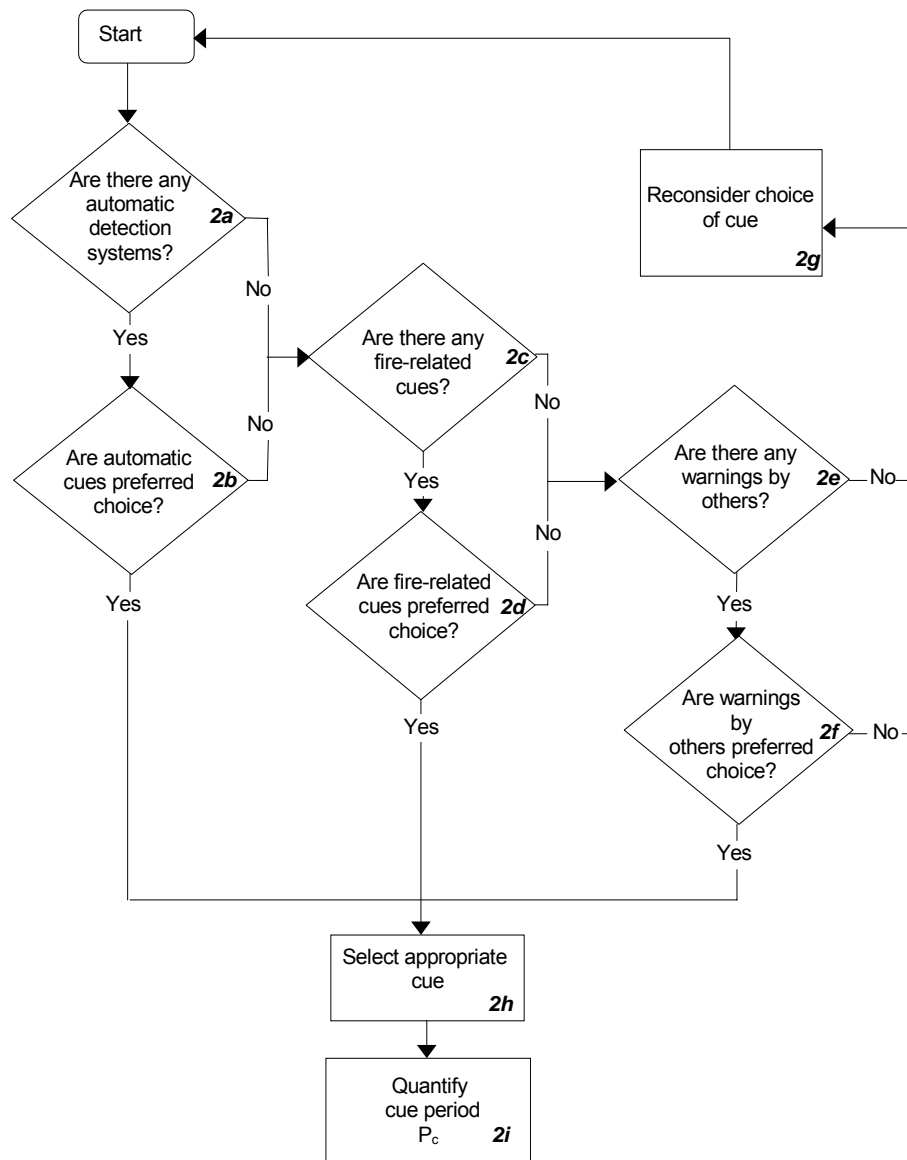 Start
Are there any
automatic
detection
systems?
2a
No
Yes
Are automatic
cues preferred
choice?
2b
No
Yes
Are there any
fire-related
cues?
2c
No
Yes
Are fire-related
cues preferred
choice?
2d
No
Yes
Are there any
warnings by
others?
2e
No
Yes
Are warnings
by
others preferred
choice?
2f
No
Yes
Reconsider choice
of cue
2g
Select appropriate
cue
2h
Quantify
cue period
Pc
2i